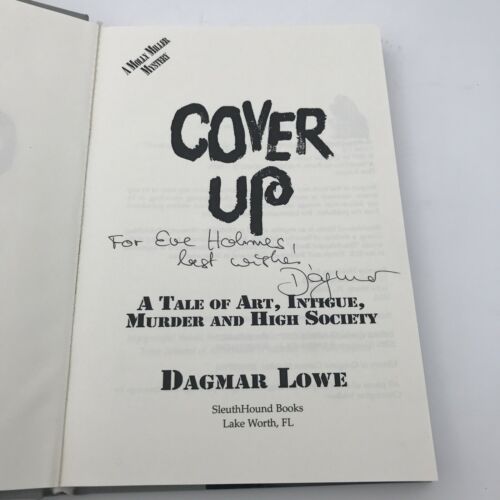 A Molly Miller
Mystery
COVER
UP
For Eve Holmes,
best wishes,
Dagmar
A Tale of Art, Intigue,
Murder and High Society
Dagmar Lowe
SleuthHound Books
Lake Worth, FL